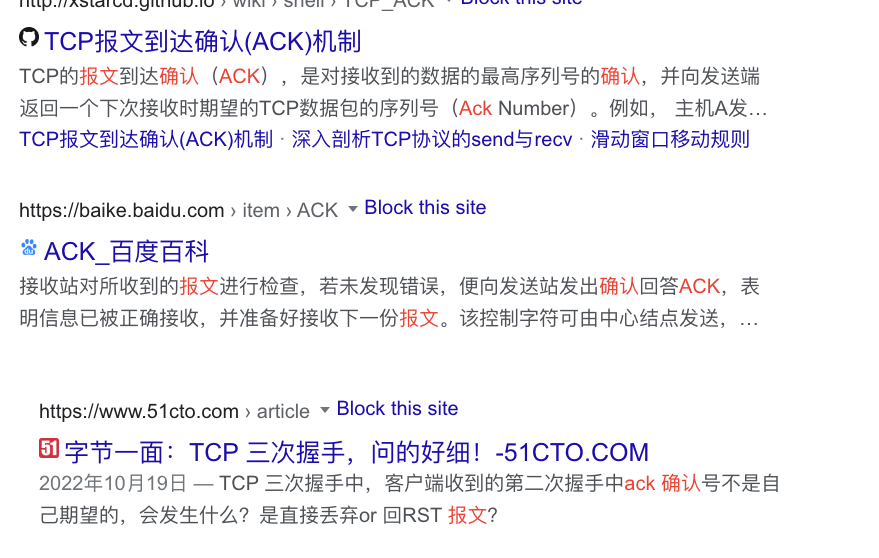 http://xstarcd.github.io › wiki › shell › TCP_ACK Block this site
TCP报文到达确认(ACK)机制
TCP的报文到达确认（ACK），是对接收到的数据的最高序列号的确认，并向发送端
返回一个下次接收时期望的TCP数据包的序列号（Ack Number）。例如， 主机A发...
TCP报文到达确认(ACK)机制 · 深入剖析TCP协议的send与recv · 滑动窗口移动规则
https://baike.baidu.com › item › ACK Block this site
ACK_百度百科
接收站对所收到的报文进行检查，若未发现错误，便向发送站发出确认回答ACK，表
明信息已被正确接收，并准备好接收下一份报文。该控制字符可由中心结点发送，...
https://www.51cto.com › article Block this site
51 字节一面：TCP 三次握手，问的好细！-51CTO.COM
2022年10月19日 — TCP 三次握手中，客户端收到的第二次握手中ack 确认号不是自
己期望的，会发生什么？是直接丢弃or 回RST 报文？